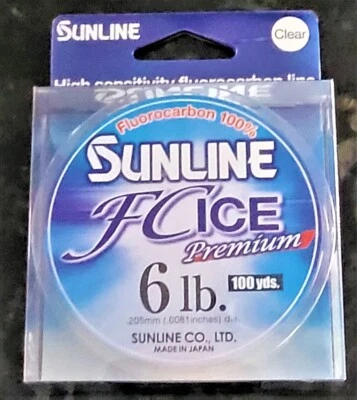 SUNLINE
Clear
High sensitivity fluorocarbon line
SUNLINE
Fluorocarbon 100%
SUNLINE
FC ICE
Premium
6 lb.
100 yds.
.205mm (.0081inches) dia.
SUNLINE CO., LTD.
MADE IN JAPAN